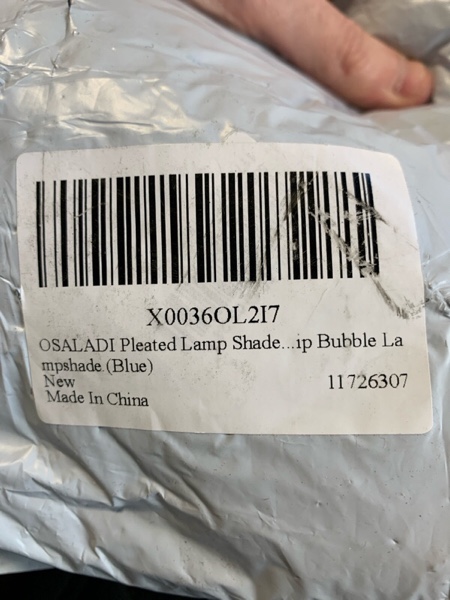 X0036OL2I7
OSALADI Pleated Lamp Shade...ip Bubble La
mpshade (Blue)
New
11726307
Made In China